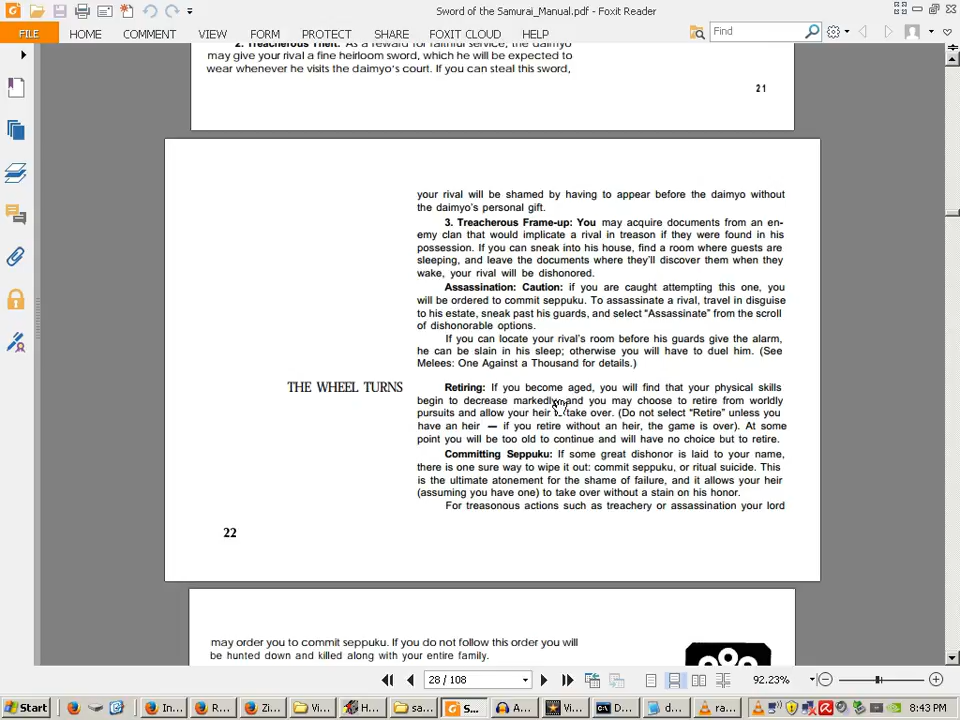 Sword of the Samurai_Manual.pdf - Foxit Reader
FILE HOME COMMENT VIEW FORM PROTECT SHARE FOXIT CLOUD HELP Find
2. Treacherous Theft: As a reward for faithful service, the daimyo
may give your rival a fine heirloom sword, which he will be expected to
wear whenever he visits the daimyo's court. If you can steal this sword,
21
your rival will be shamed by having to appear before the daimyo without
the daimyo's personal gift.
3. Treacherous Frame-up: You may acquire documents from an en-
emy clan that would implicate a rival in treason if they were found in his
possession. If you can sneak into his house, find a room where guests are
sleeping, and leave the documents where they'll discover them when they
wake, your rival will be dishonored.
Assassination: Caution: if you are caught attempting this one, you
will be ordered to commit seppuku. To assassinate a rival, travel in disguise
to his estate, sneak past his guards, and select “Assassinate” from the scroll
of dishonorable options.
If you can locate your rival's room before his guards give the alarm,
he can be slain in his sleep; otherwise you will have to duel him. (See
Melees: One Against a Thousand for details.)
THE WHEEL TURNS
Retiring: If you become aged, you will find that your physical skills
begin to decrease markedly and you may choose to retire from worldly
pursuits and allow your heir to take over. (Do not select “Retire” unless you
have an heir — if you retire without an heir, the game is over). At some
point you will be too old to continue and will have no choice but to retire.
Committing Seppuku: If some great dishonor is laid to your name,
there is one sure way to wipe it out: commit seppuku, or ritual suicide. This
is the ultimate atonement for the shame of failure, and it allows your heir
(assuming you have one) to take over without a stain on his honor.
For treasonous actions such as treachery or assassination your lord
22
may order you to commit seppuku. If you do not follow this order you will
be hunted down and killed along with your entire family.
28 / 108 92.23%
Start In... R... Zi... Vi... H... sa... S... A... Vi... D... d... ra... 8:43 PM